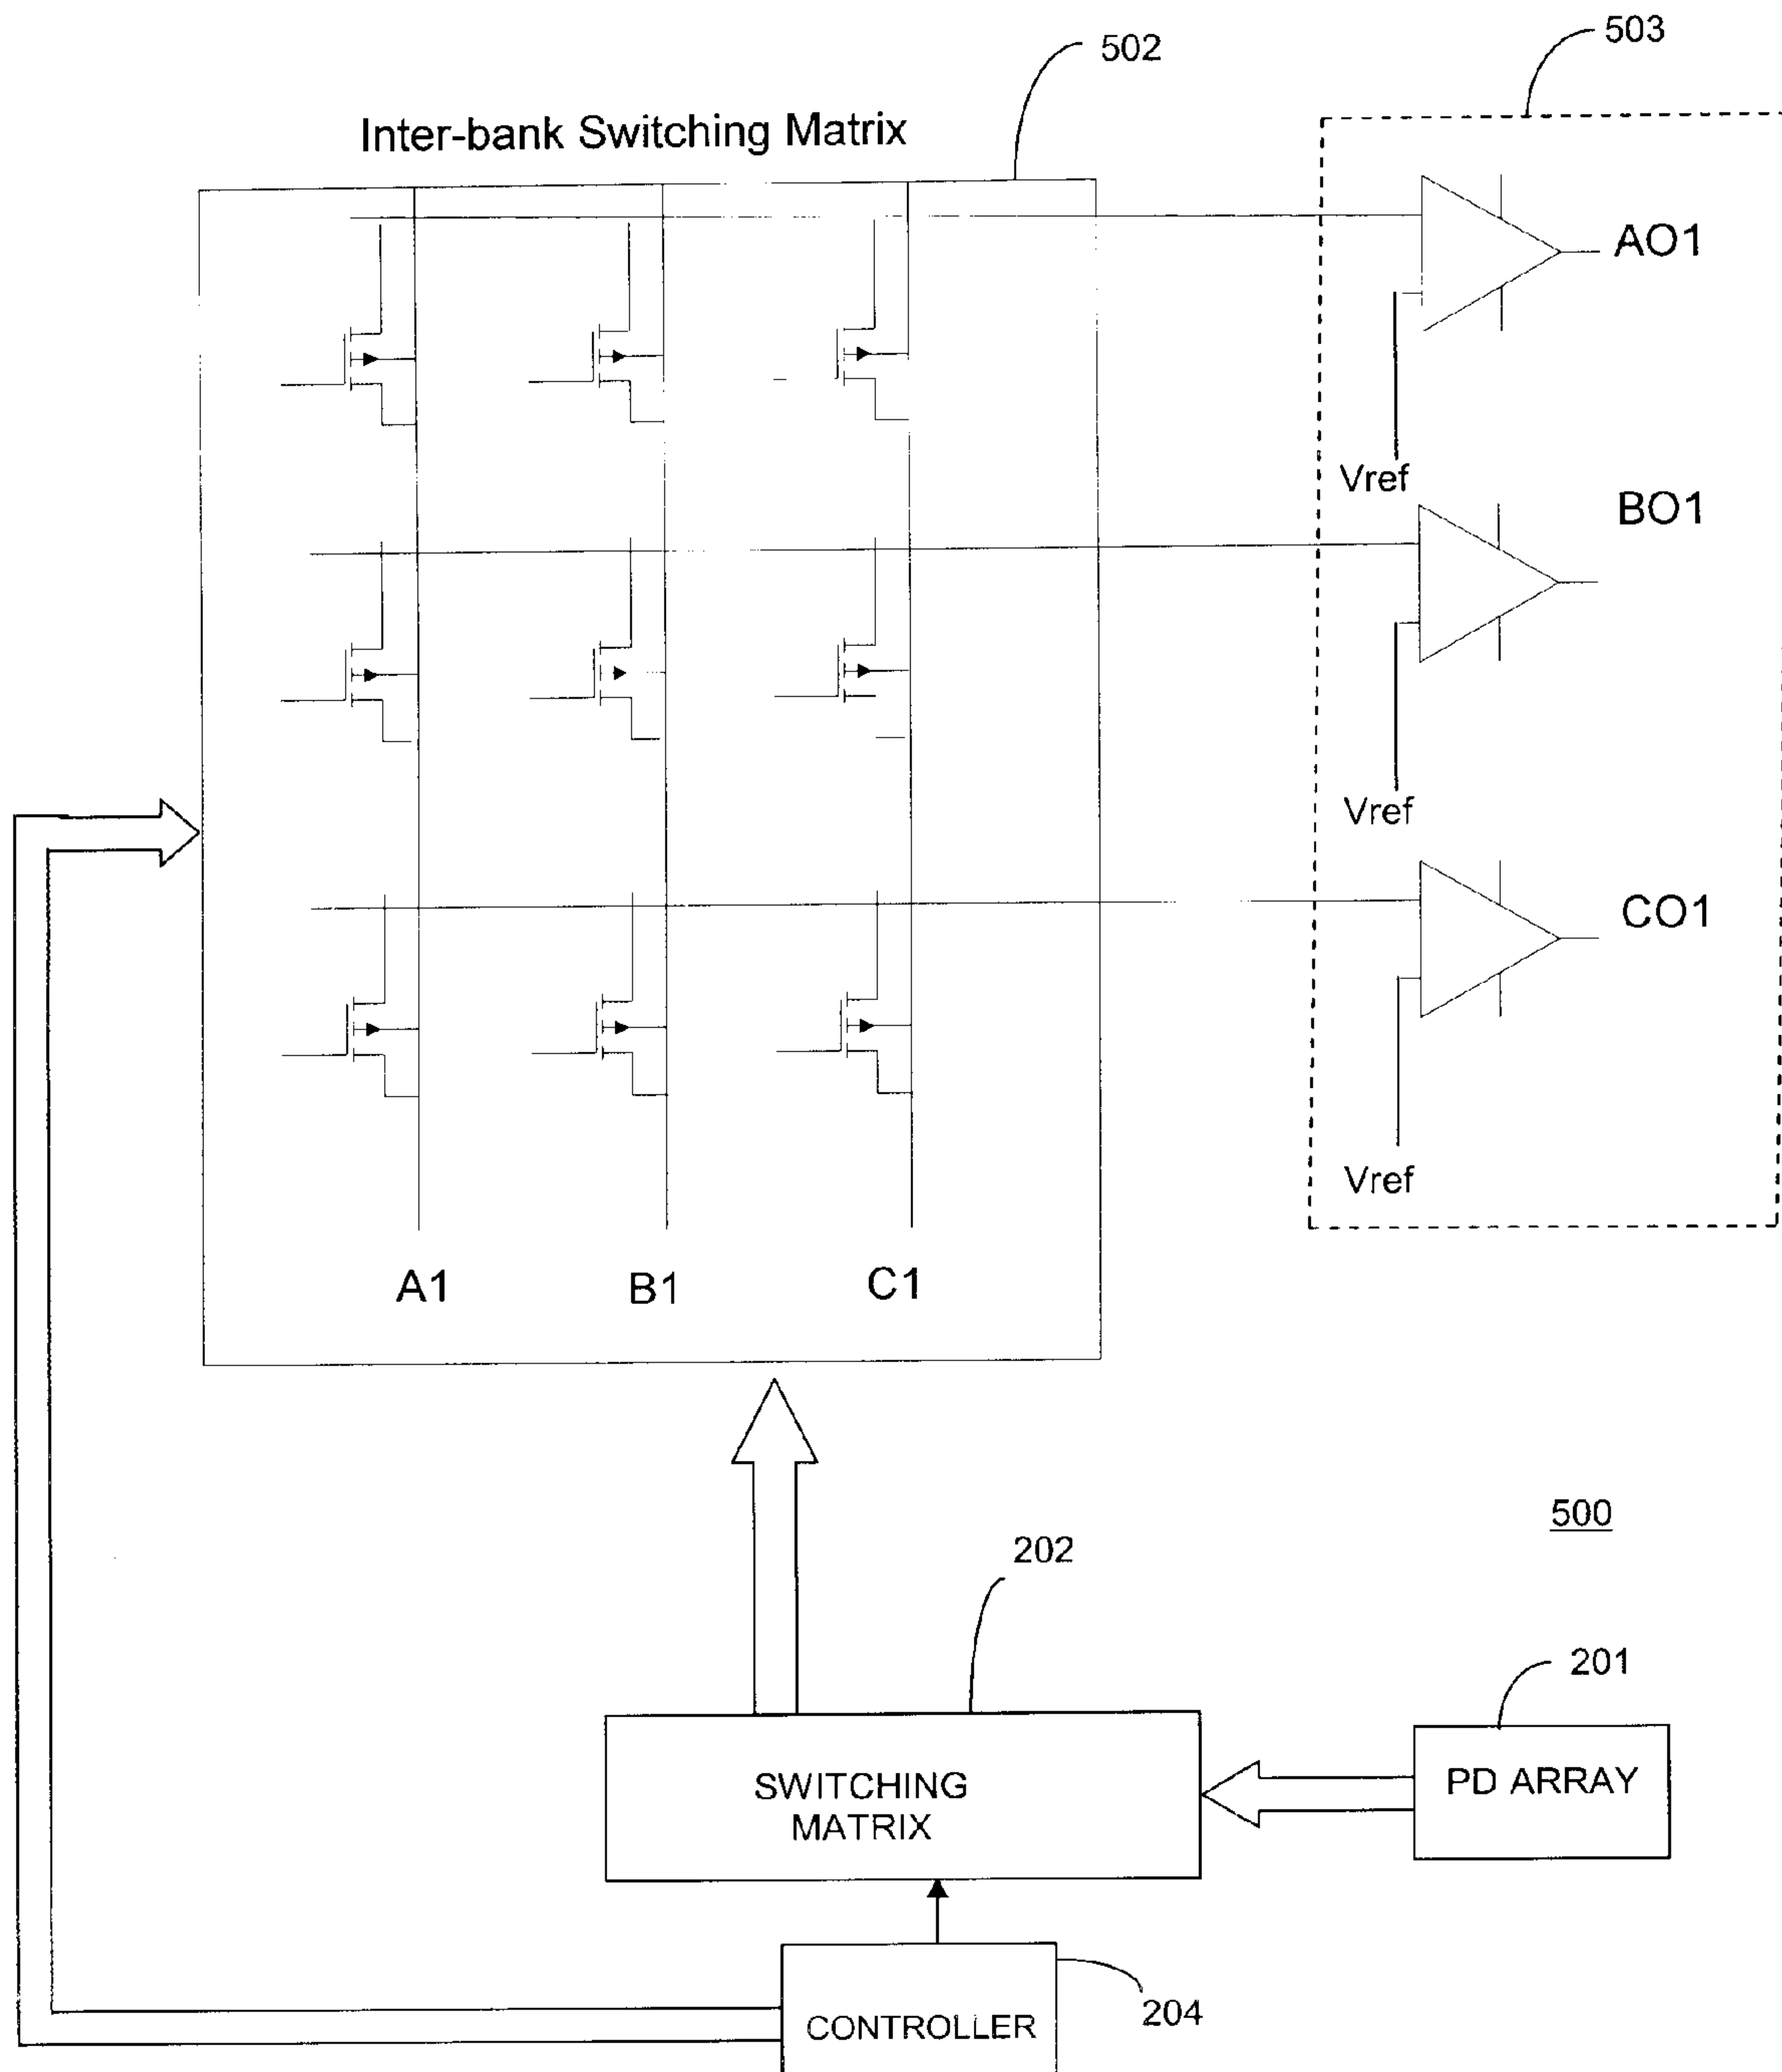 503
502
Inter-bank Switching Matrix
AO1
Vref
BO1
Vref
CO1
Vref
A1
B1
C1
500
202
201
SWITCHING
MATRIX
PD ARRAY
204
CONTROLLER